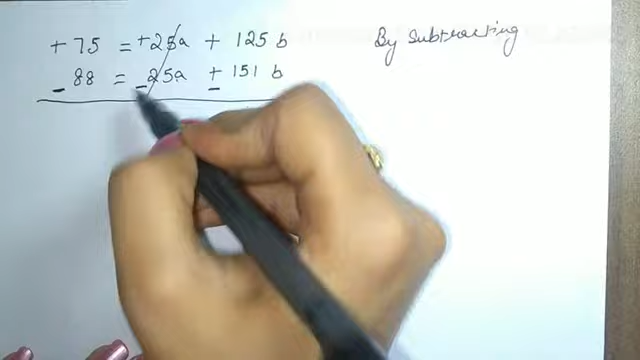 + 75 = +25a + 125 b
By Subtracting
- 88 = -25a + 151 b
-